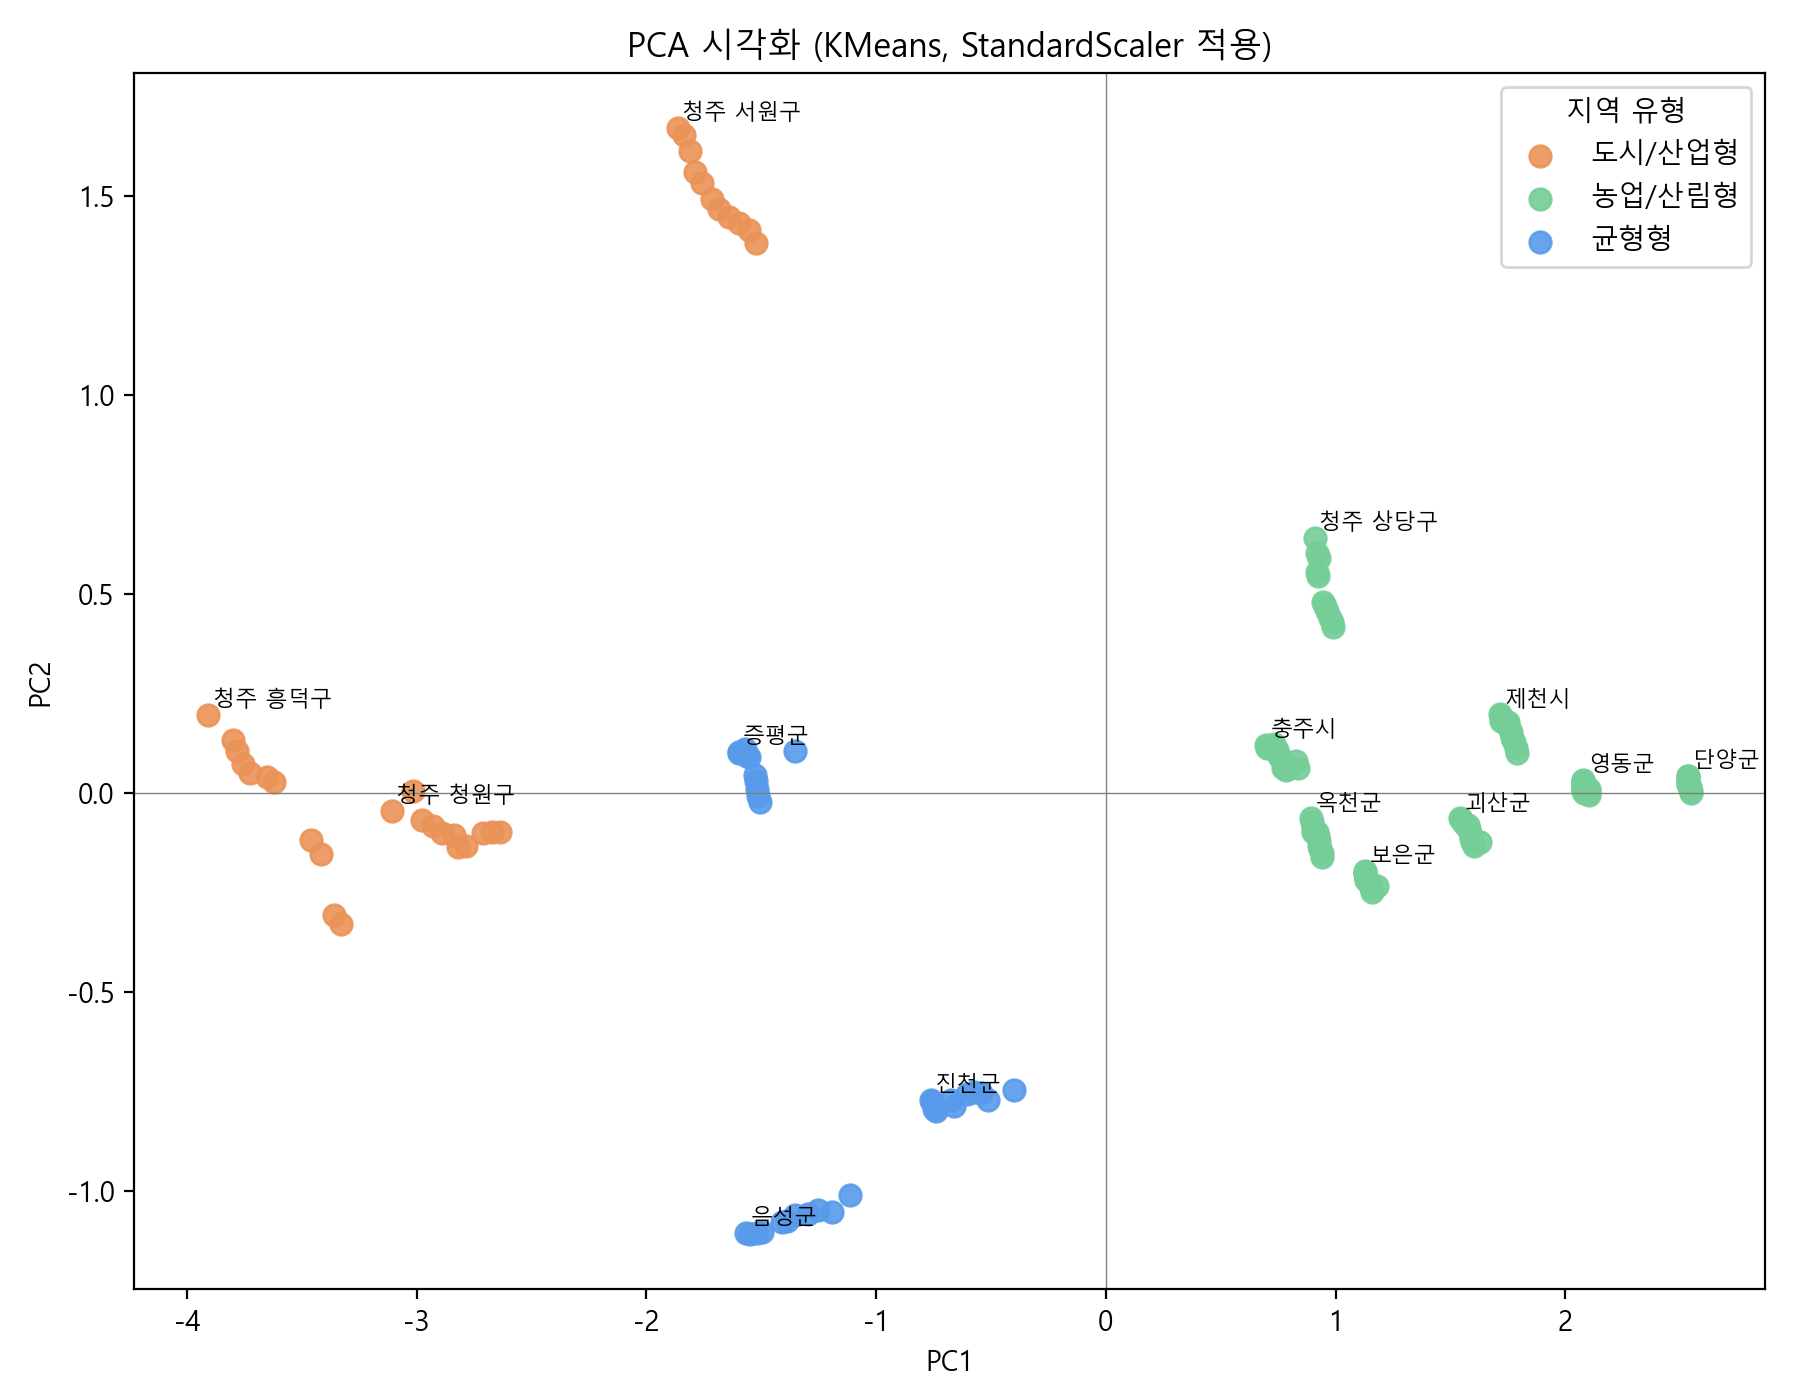 PCA 시각화 (KMeans, StandardScaler 적용)
지역 유형
도시/산업형
농업/산림형
균형형
청주 서원구
청주 상당구
청주 흥덕구
제천시
충주시
증평군
단양군
영동군
청주 청원구
옥천군
괴산군
보은군
진천군
음성군
PC2
1.5
1.0
0.5
0.0
-0.5
-1.0
-4 -3 -2 -1 0 1 2
PC1